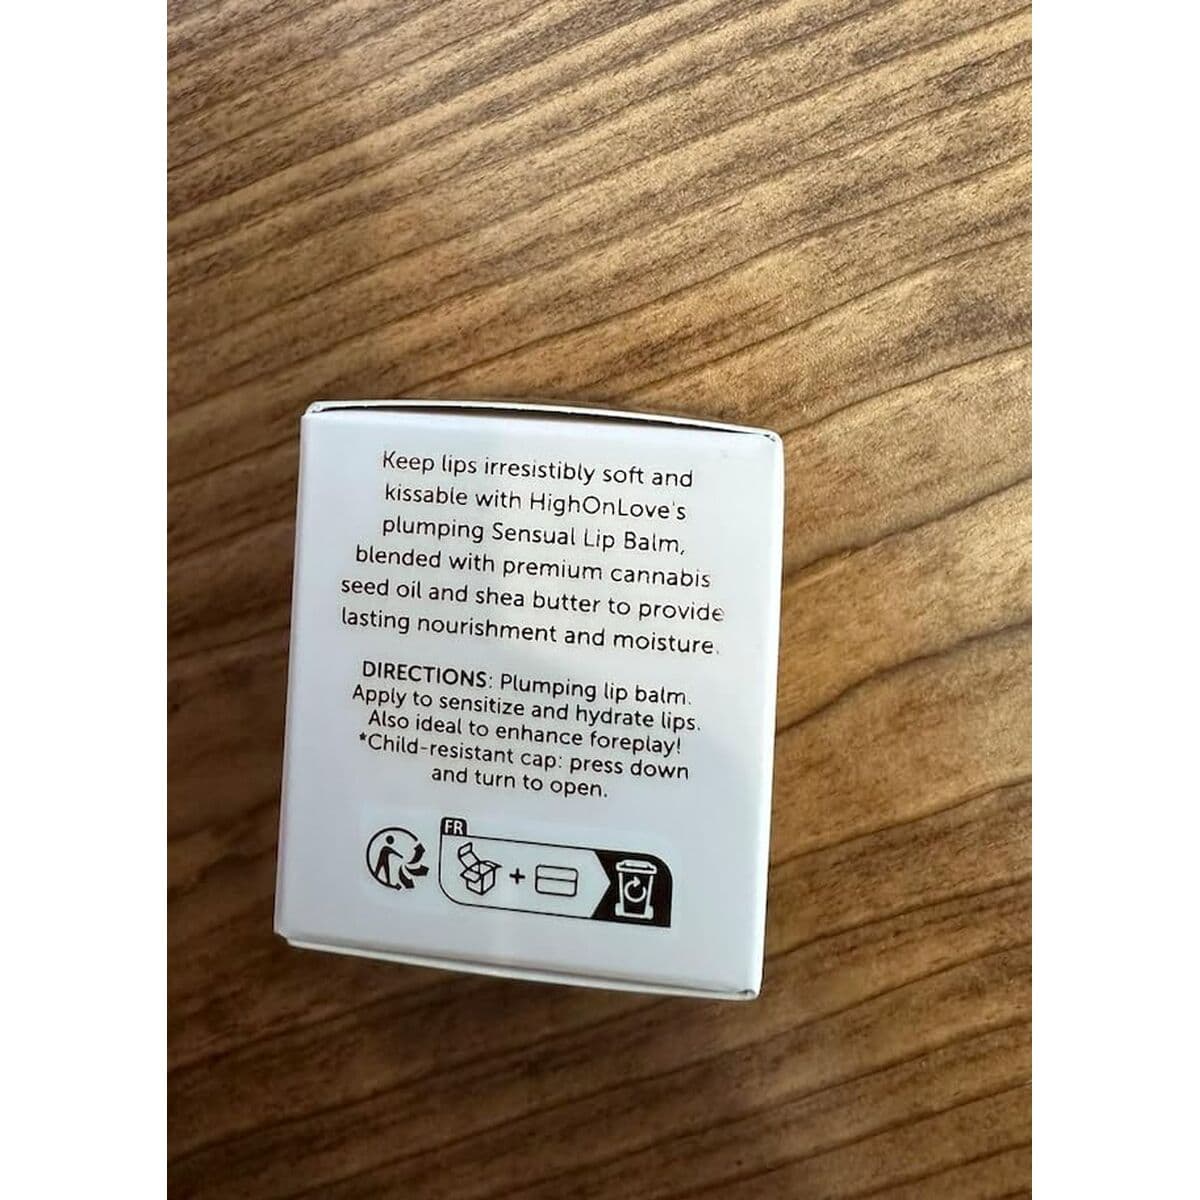 Keep lips irresistibly soft and
kissable with HighOnLove's
plumping Sensual Lip Balm,
blended with premium cannabis
seed oil and shea butter to provide
lasting nourishment and moisture.
DIRECTIONS: Plumping lip balm.
Apply to sensitize and hydrate lips.
Also ideal to enhance foreplay!
*Child-resistant cap: press down
and turn to open.
FR
+